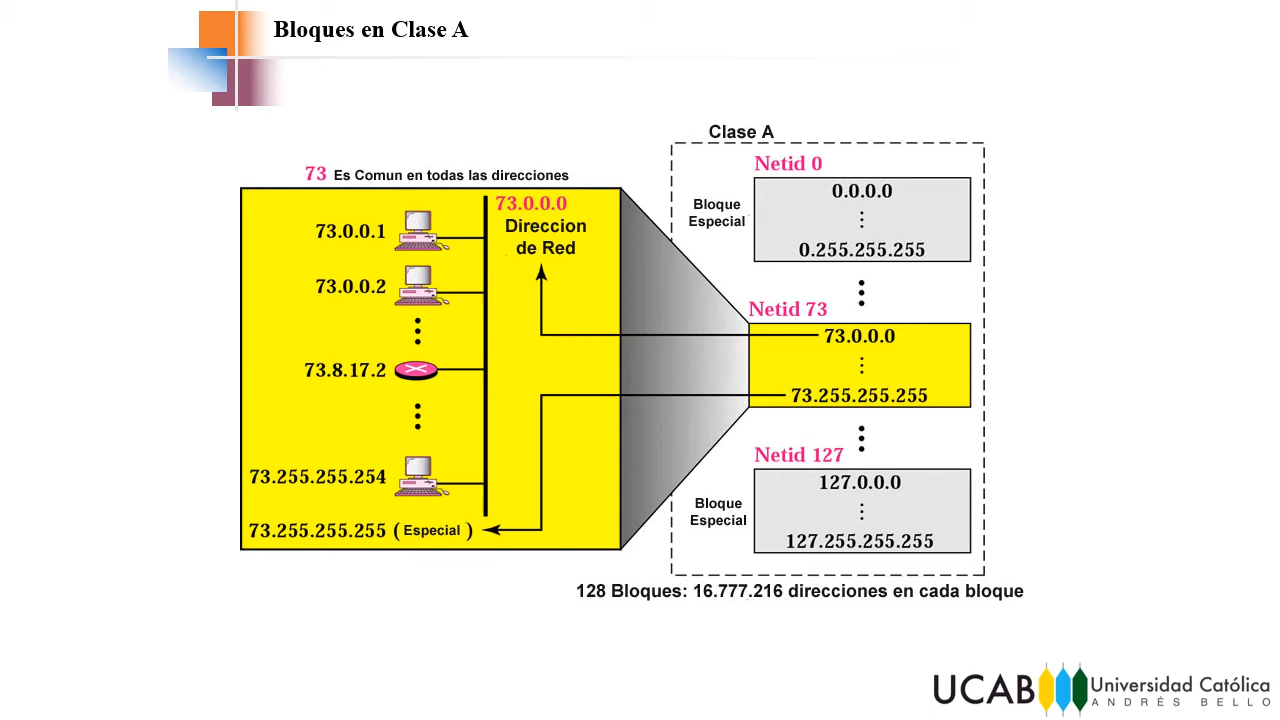 Bloques en Clase A
Clase A
73 Es Comun en todas las direcciones
73.0.0.0
Direccion
de Red
73.0.0.1
73.0.0.2
73.8.17.2
73.255.255.254
73.255.255.255 ( Especial )
Netid 0
Bloque
Especial
0.0.0.0
0.255.255.255
Netid 73
73.0.0.0
73.255.255.255
Netid 127
Bloque
Especial
127.0.0.0
127.255.255.255
128 Bloques: 16.777.216 direcciones en cada bloque
UCAB
Universidad Católica
ANDRÉS BELLO